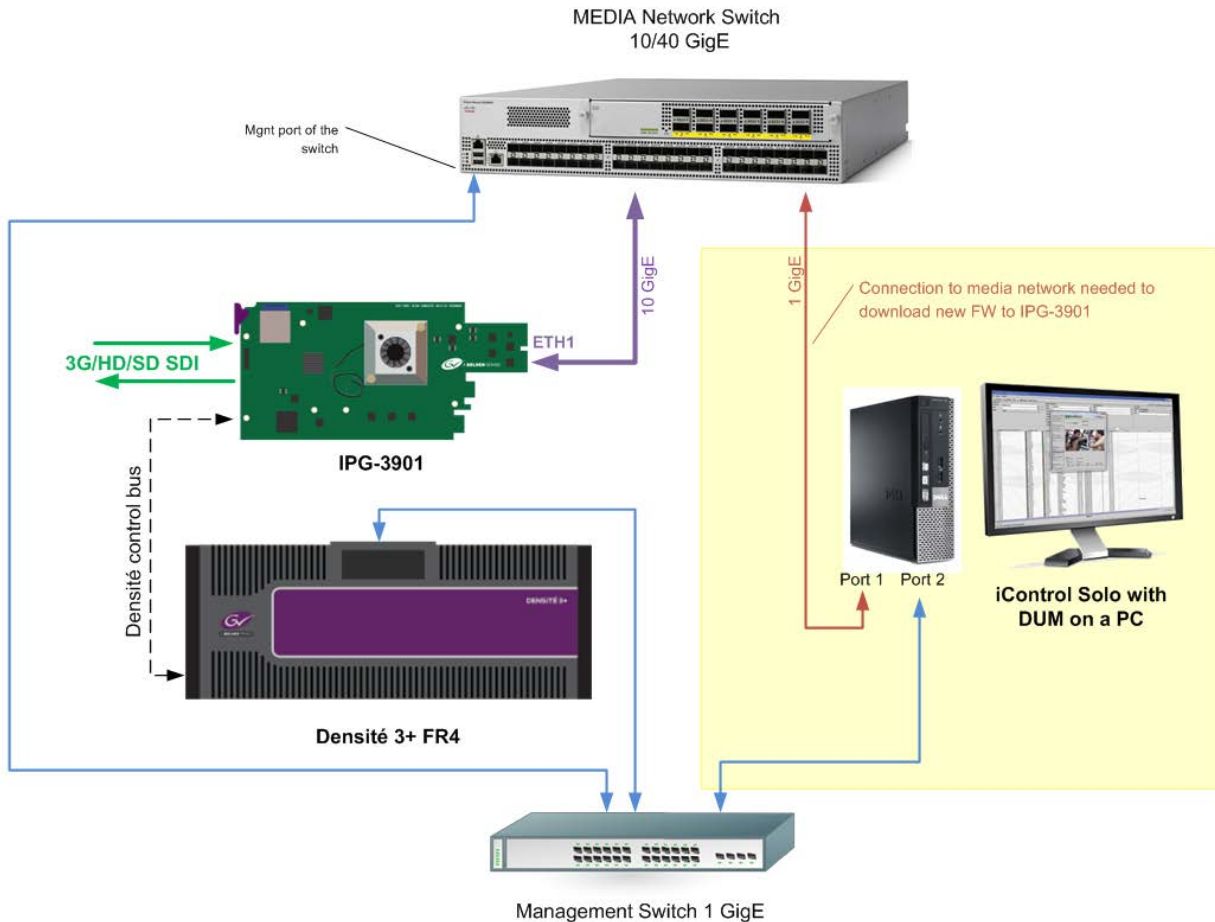 MEDIA Network Switch
10/40 GigE
Mgnt port of the
switch
10 GigE
1 GigE
Connection to media network needed to
download new FW to IPG-3901
ETH1
3G/HD/SD SDI
IPG-3901
Densité control bus
DENSITÉ 3+
GV
DELL
Port 1
Port 2
iControl Solo with
DUM on a PC
Densité 3+ FR4
Management Switch 1 GigE